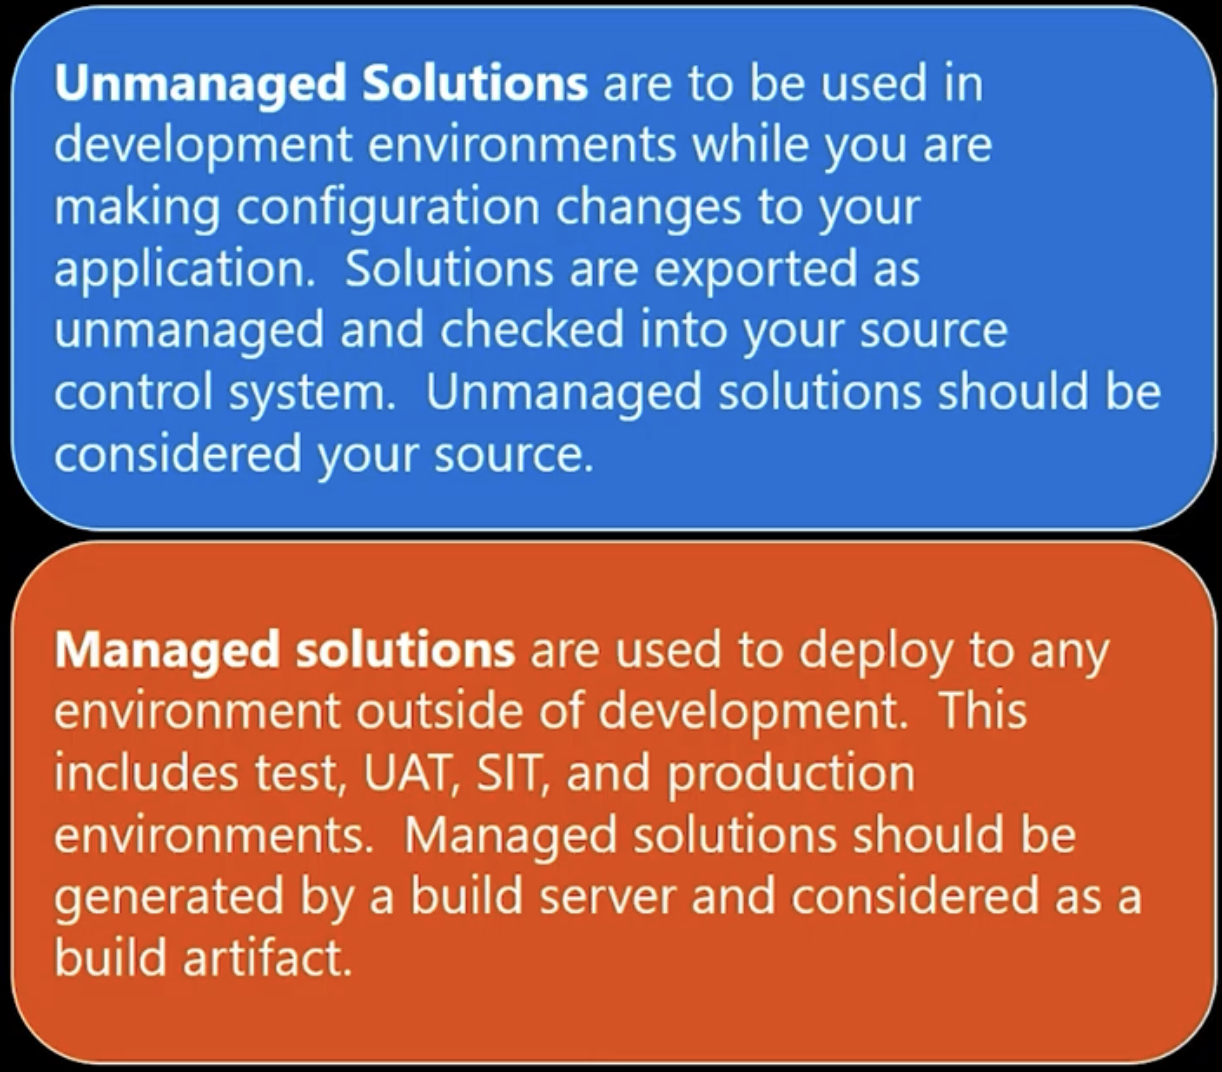 Unmanaged Solutions are to be used in
development environments while you are
making configuration changes to your
application.  Solutions are exported as
unmanaged and checked into your source
control system.  Unmanaged solutions should be
considered your source.
Managed solutions are used to deploy to any
environment outside of development.  This
includes test, UAT, SIT, and production
environments.  Managed solutions should be
generated by a build server and considered as a
build artifact.